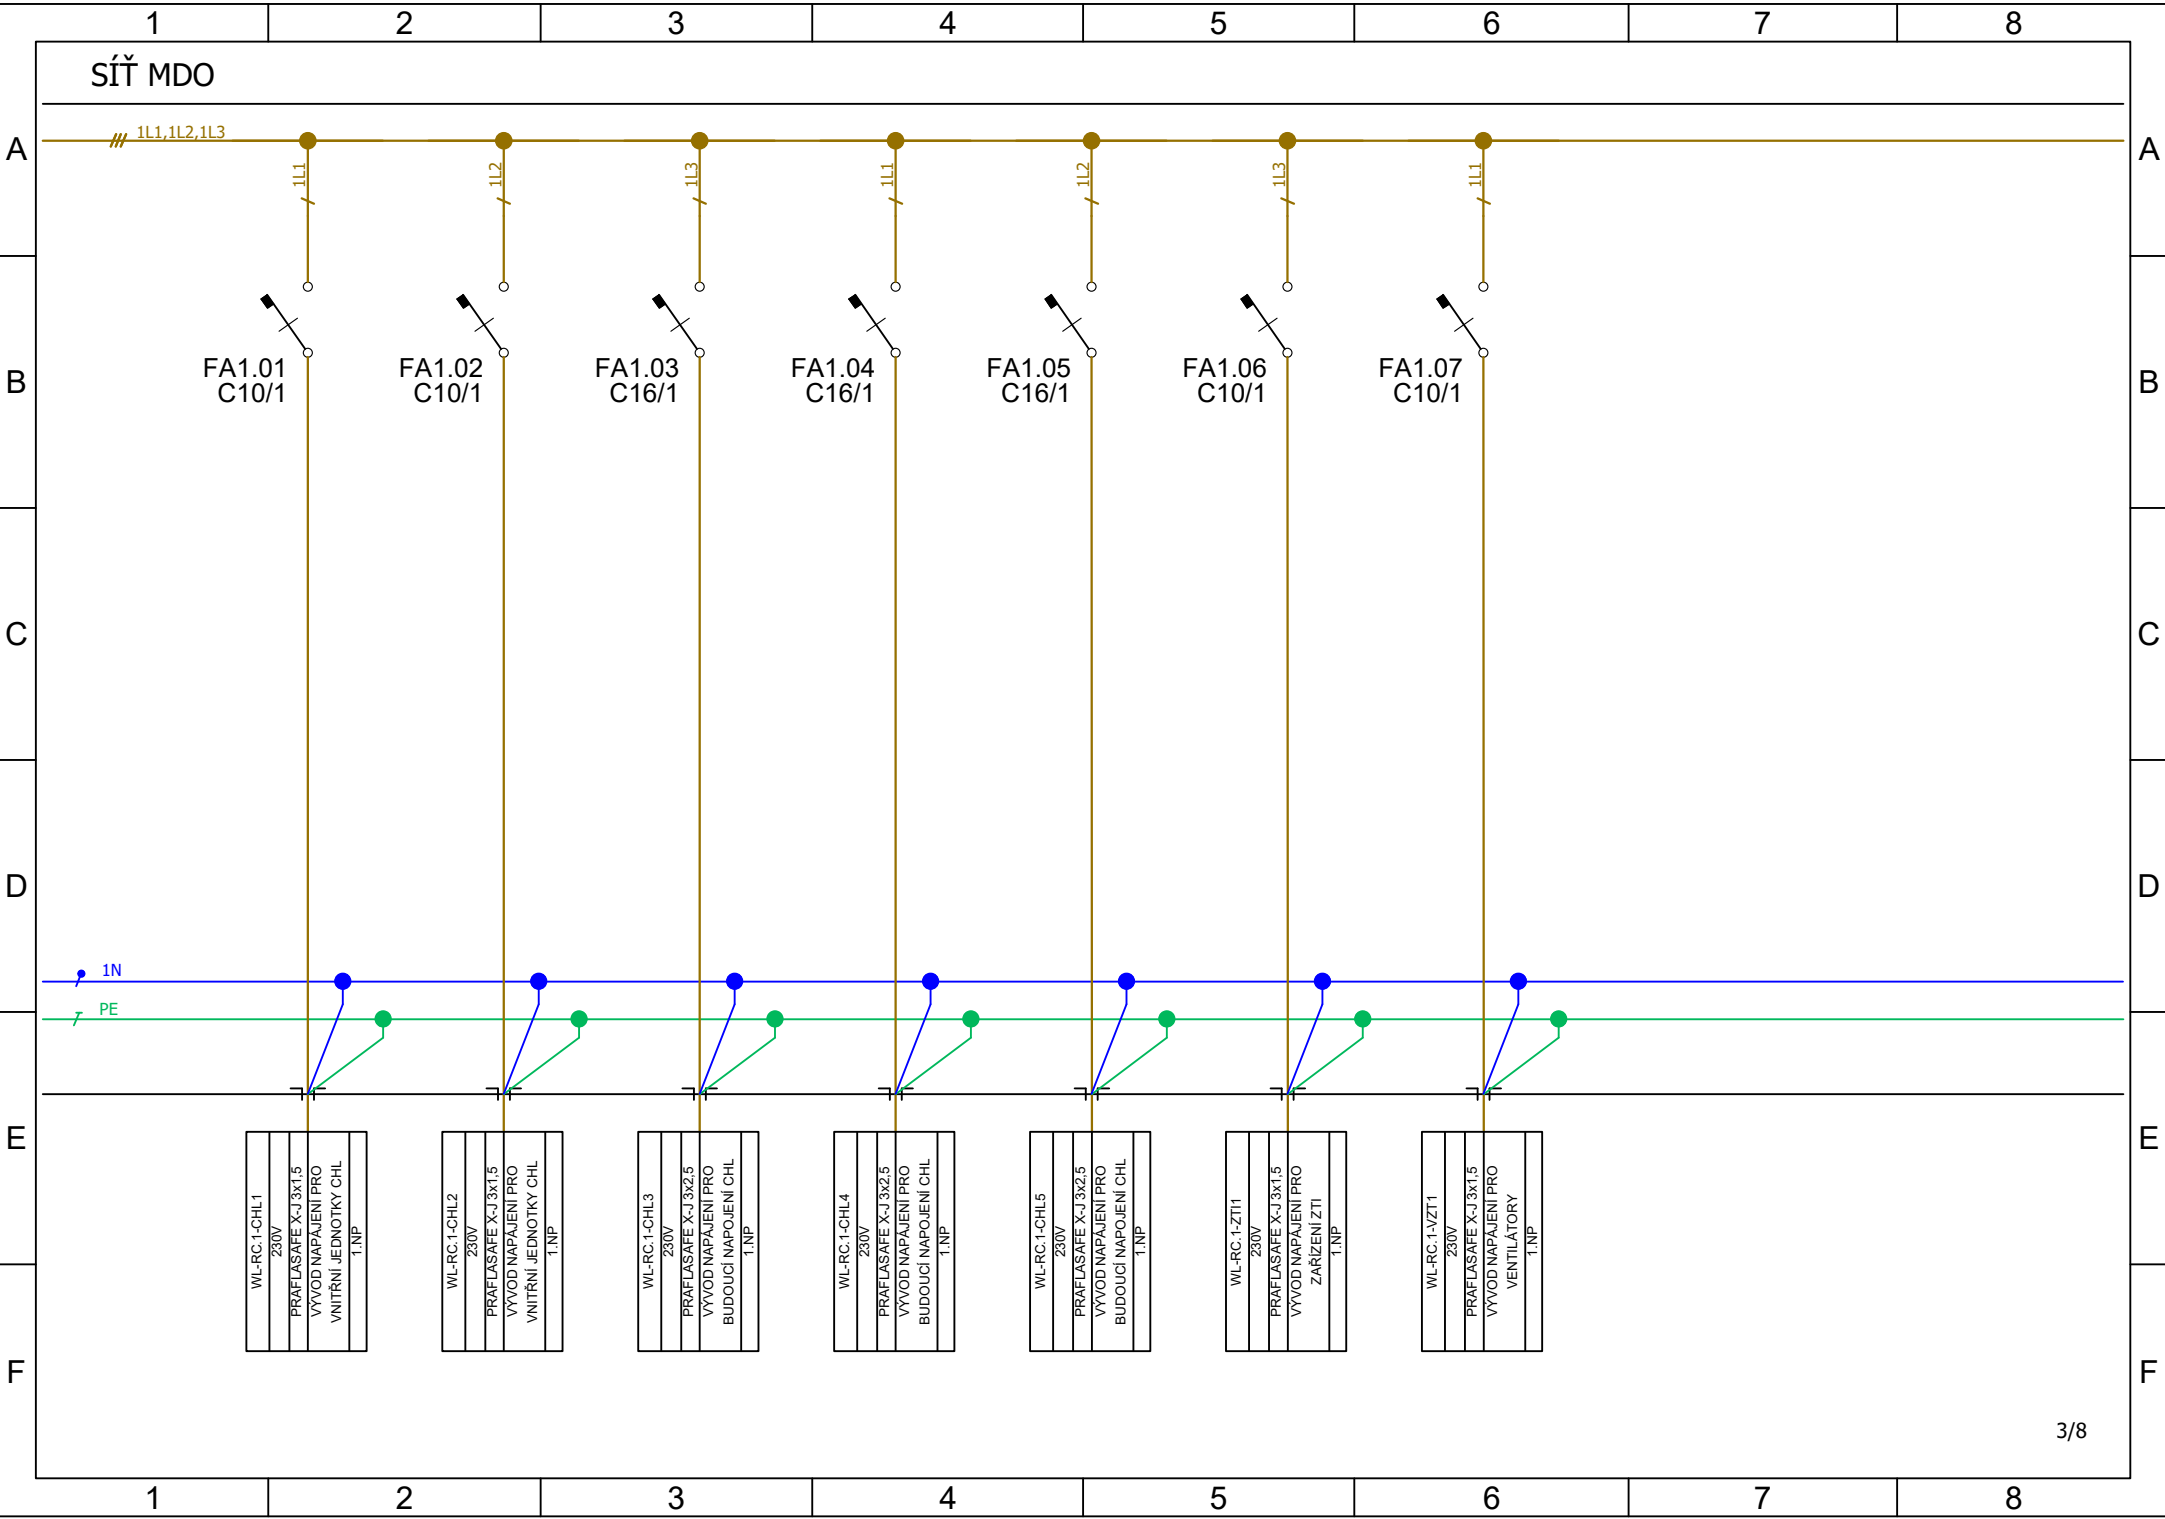 1 2 3 4 5 6 7 8
SÍŤ MDO
A A
1L1,1L2,1L3
1L1 1L2 1L3 1L1 1L2 1L3 1L1
B B
FA1.01
C10/1
FA1.02
C10/1
FA1.03
C16/1
FA1.04
C16/1
FA1.05
C16/1
FA1.06
C10/1
FA1.07
C10/1
C C
D D
1N
PE
E E
WL-RC.1-CHL1
230V
PRAFLASAFE X-J 3x1,5
VÝVOD NAPÁJENÍ PRO
VNITŘNÍ JEDNOTKY CHL
1.NP
WL-RC.1-CHL2
230V
PRAFLASAFE X-J 3x1,5
VÝVOD NAPÁJENÍ PRO
VNITŘNÍ JEDNOTKY CHL
1.NP
WL-RC.1-CHL3
230V
PRAFLASAFE X-J 3x2,5
VÝVOD NAPÁJENÍ PRO
BUDOUCÍ NAPOJENÍ CHL
1.NP
WL-RC.1-CHL4
230V
PRAFLASAFE X-J 3x2,5
VÝVOD NAPÁJENÍ PRO
BUDOUCÍ NAPOJENÍ CHL
1.NP
WL-RC.1-CHL5
230V
PRAFLASAFE X-J 3x2,5
VÝVOD NAPÁJENÍ PRO
BUDOUCÍ NAPOJENÍ CHL
1.NP
WL-RC.1-ZTI1
230V
PRAFLASAFE X-J 3x1,5
VÝVOD NAPÁJENÍ PRO
ZAŘÍZENÍ ZTI
1.NP
WL-RC.1-VZT1
230V
PRAFLASAFE X-J 3x1,5
VÝVOD NAPÁJENÍ PRO
VENTILÁTORY
1.NP
F F
3/8
1 2 3 4 5 6 7 8